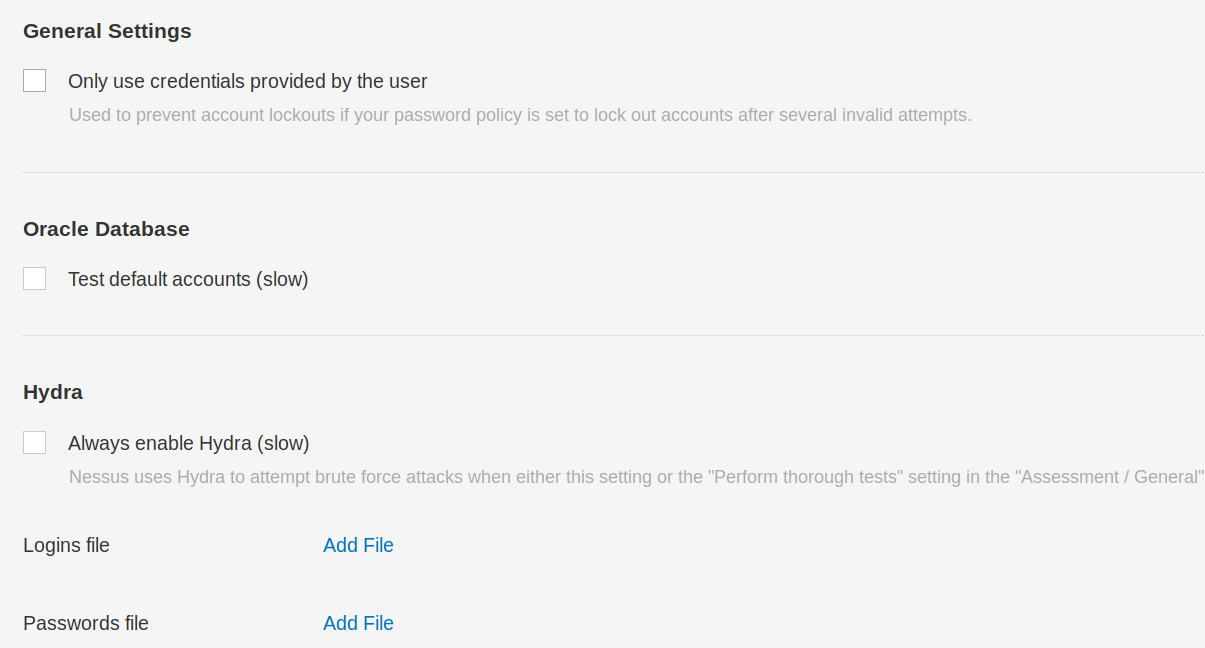 General Settings
Only use credentials provided by the user
Used to prevent account lockouts if your password policy is set to lock out accounts after several invalid attempts.
Oracle Database
Test default accounts (slow)
Hydra
Always enable Hydra (slow)
Nessus uses Hydra to attempt brute force attacks when either this setting or the "Perform thorough tests" setting in the "Assessment / General"
Logins file Add File
Passwords file Add File